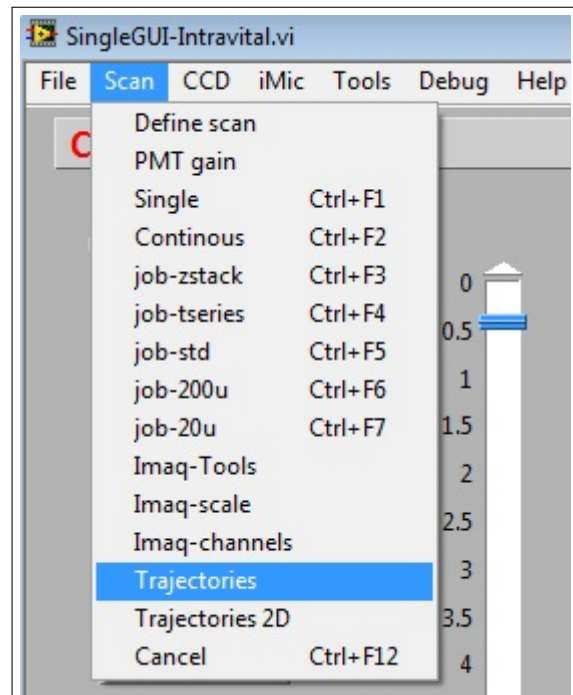 SingleGUI-Intravital.vi
File Scan CCD iMic Tools Debug Help
C
Define scan
PMT gain
Single Ctrl+F1
Continous Ctrl+F2
job-zstack Ctrl+F3
0
job-tseries Ctrl+F4
0.5
job-std Ctrl+F5
1
job-200u Ctrl+F6
job-20u Ctrl+F7
1.5
Imaq-Tools
2
Imaq-scale
2.5
Imaq-channels
3
Trajectories
Trajectories 2D
3.5
Cancel Ctrl+F12
4